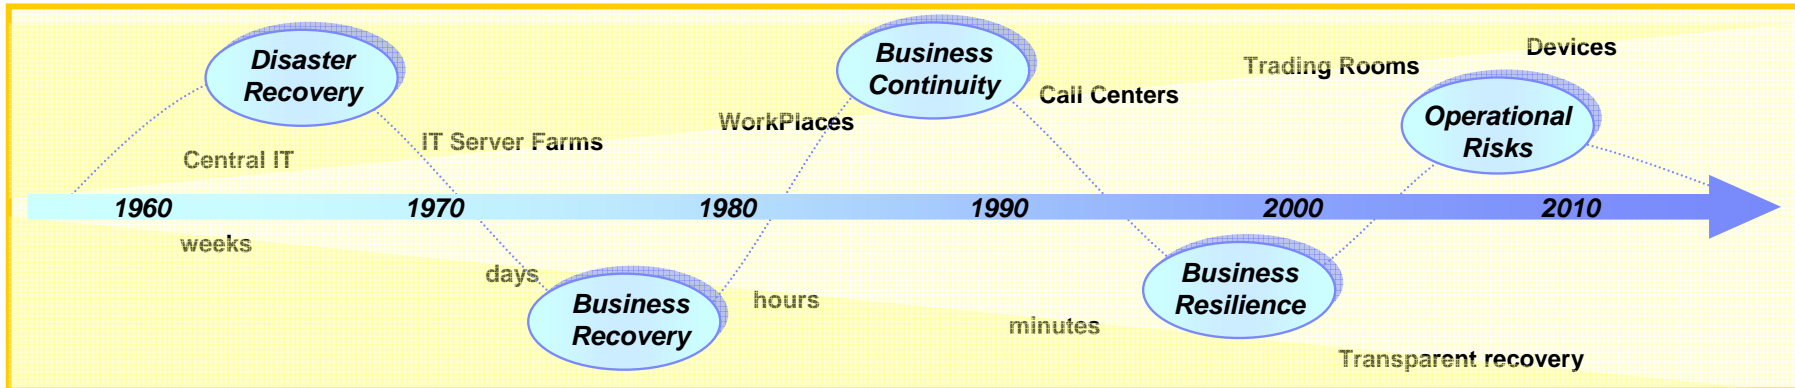 Disaster
Recovery
Business
Continuity
Devices
Trading Rooms
Call Centers
WorkPlaces
IT Server Farms
Central IT
Operational
Risks
1960 1970 1980 1990 2000 2010
weeks
days
hours
minutes
Business
Recovery
Business
Resilience
Transparent recovery